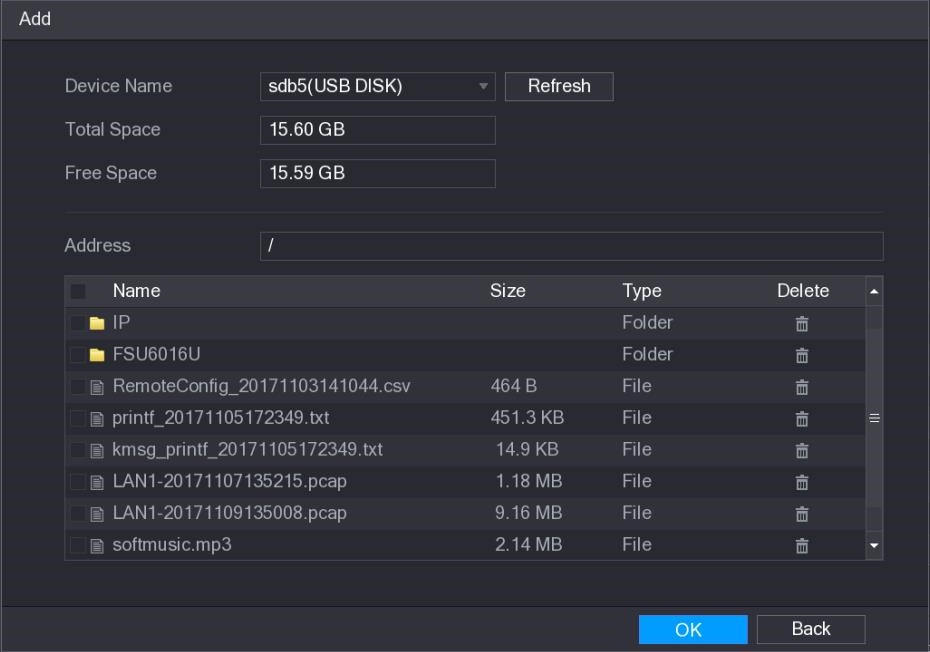 Add
Device Name sdb5(USB DISK) Refresh
Total Space 15.60 GB
Free Space 15.59 GB
Address /
Name Size Type Delete
IP Folder
FSU6016U Folder
RemoteConfig_20171103141044.csv 464 B File
printf_20171105172349.txt 451.3 KB File
kmsg_printf_20171105172349.txt 14.9 KB File
LAN1-20171107135215.pcap 1.18 MB File
LAN1-20171109135008.pcap 9.16 MB File
softmusic.mp3 2.14 MB File
OK Back